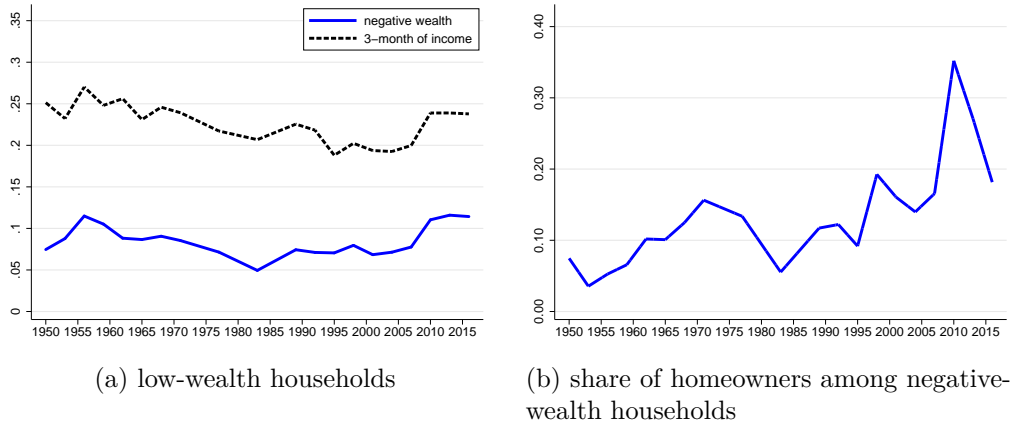 negative wealth
3–month of income
.35
.3
.25
.2
.15
.1
.05
0
1950 1955 1960 1965 1970 1975 1980 1985 1990 1995 2000 2005 2010 2015
(a) low-wealth households
0.40
0.30
0.20
0.10
0.00
1950 1955 1960 1965 1970 1975 1980 1985 1990 1995 2000 2005 2010 2015
(b) share of homeowners among negative-
wealth households